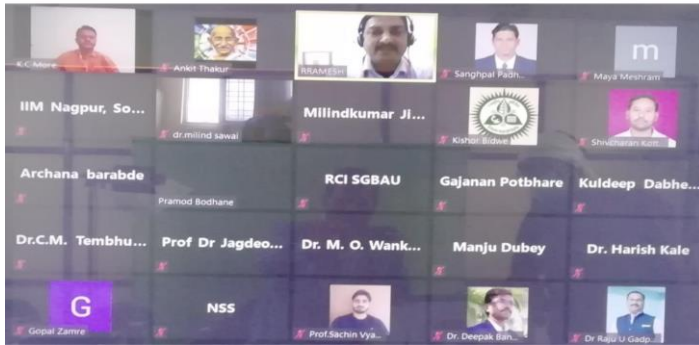 K.C More
Ankit Thakur
RRAMESH
Sanghpal Padh...
m
Maya Meshram
IIM Nagpur, So...
dr.milind sawai
Milindkumar Ji...
Kishor Bidwe
Shivcharan Kam
Archana barabde
Pramod Bodhane
RCI SGBAU
Gajanan Potbhare
Kuldeep Dabhe...
Dr.C.M. Tembhu...
Prof Dr Jagdeo...
Dr. M. O. Wank...
Manju Dubey
Dr. Harish Kale
G
Gopal Zamre
NSS
Prof.Sachin Vya...
Dr. Deepak Ban...
Dr Raju U Gadp...